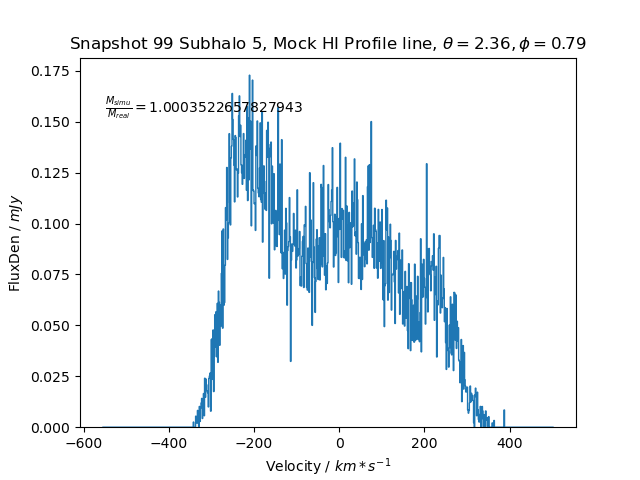 Snapshot 99 Subhalo 5, Mock HI Profile line, θ = 2.36, ϕ = 0.79
M_simu/M_real = 1.0003522657827943
FluxDen / mJy
0.175
0.150
0.125
0.100
0.075
0.050
0.025
0.000
−600 −400 −200 0 200 400
Velocity / km * s⁻¹